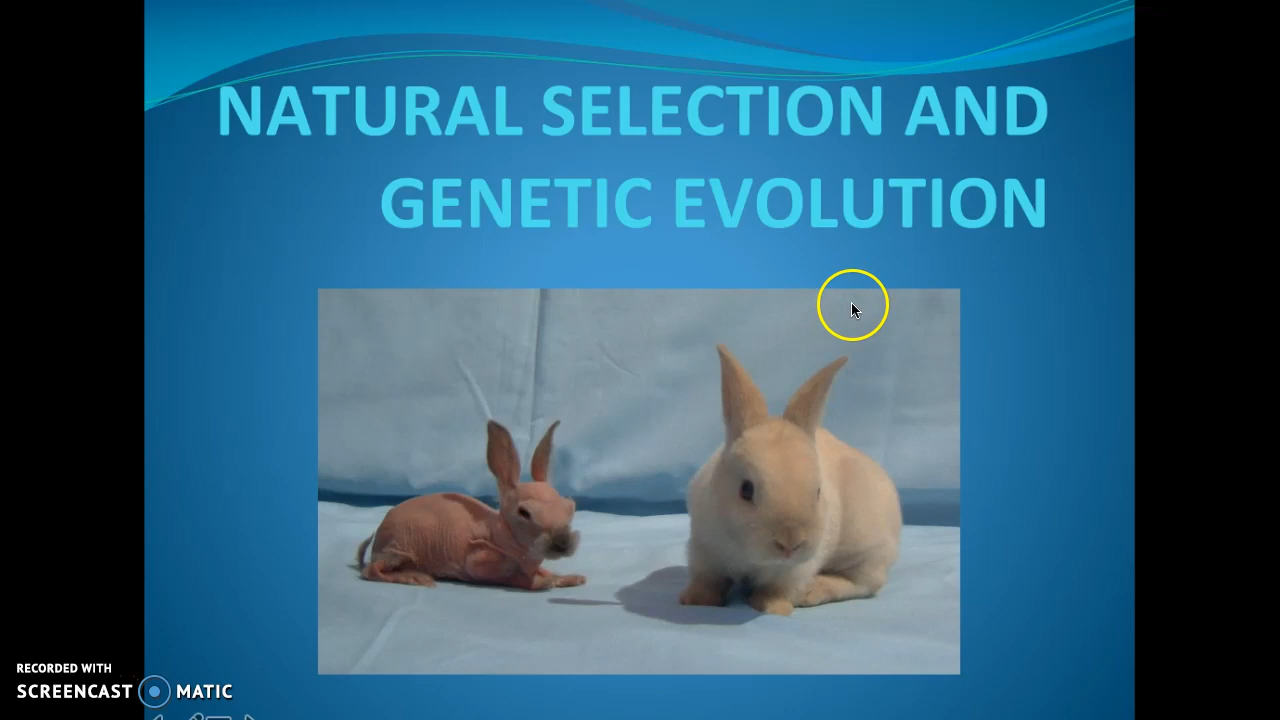 NATURAL SELECTION AND
GENETIC EVOLUTION
RECORDED WITH
SCREENCAST MATIC